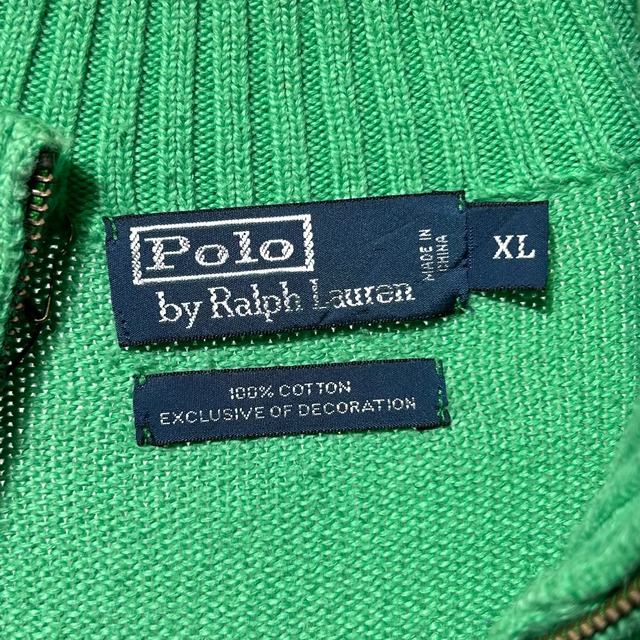 Polo
by Ralph Lauren
MADE IN
CHINA
XL
100% COTTON
EXCLUSIVE OF DECORATION